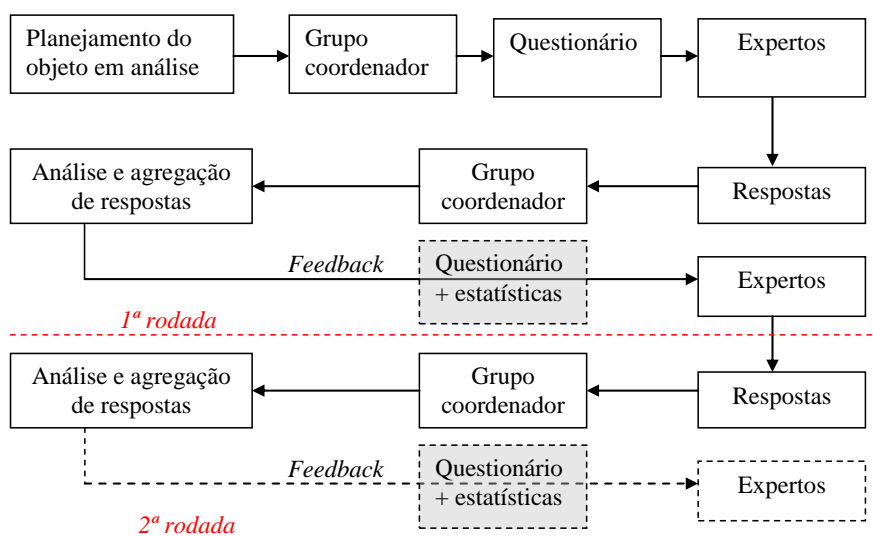 Planejamento do
objeto em análise
Grupo
coordenador
Questionário
Expertos
Análise e agregação
de respostas
Grupo
coordenador
Respostas
Feedback
Questionário
+ estatísticas
Expertos
1ª rodada
Análise e agregação
de respostas
Grupo
coordenador
Respostas
Feedback
Questionário
+ estatísticas
Expertos
2ª rodada